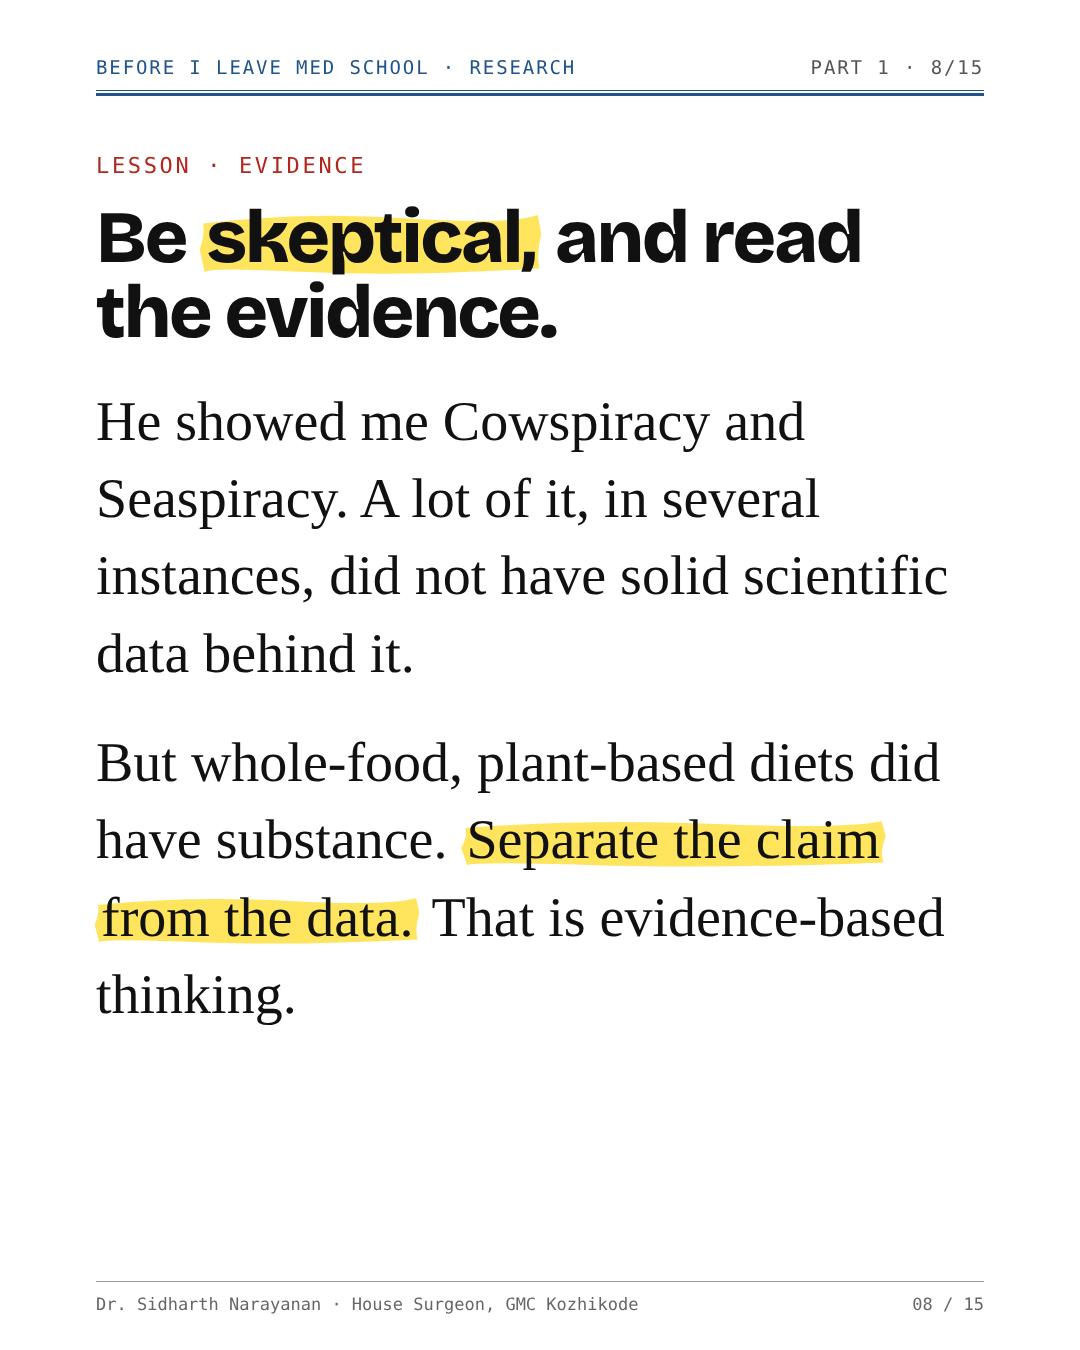 BEFORE I LEAVE MED SCHOOL · RESEARCH PART 1 · 8/15
LESSON · EVIDENCE
Be skeptical, and read
the evidence.
He showed me Cowspiracy and
Seaspiracy. A lot of it, in several
instances, did not have solid scientific
data behind it.
But whole-food, plant-based diets did
have substance. Separate the claim
from the data. That is evidence-based
thinking.
Dr. Sidharth Narayanan · House Surgeon, GMC Kozhikode 08 / 15